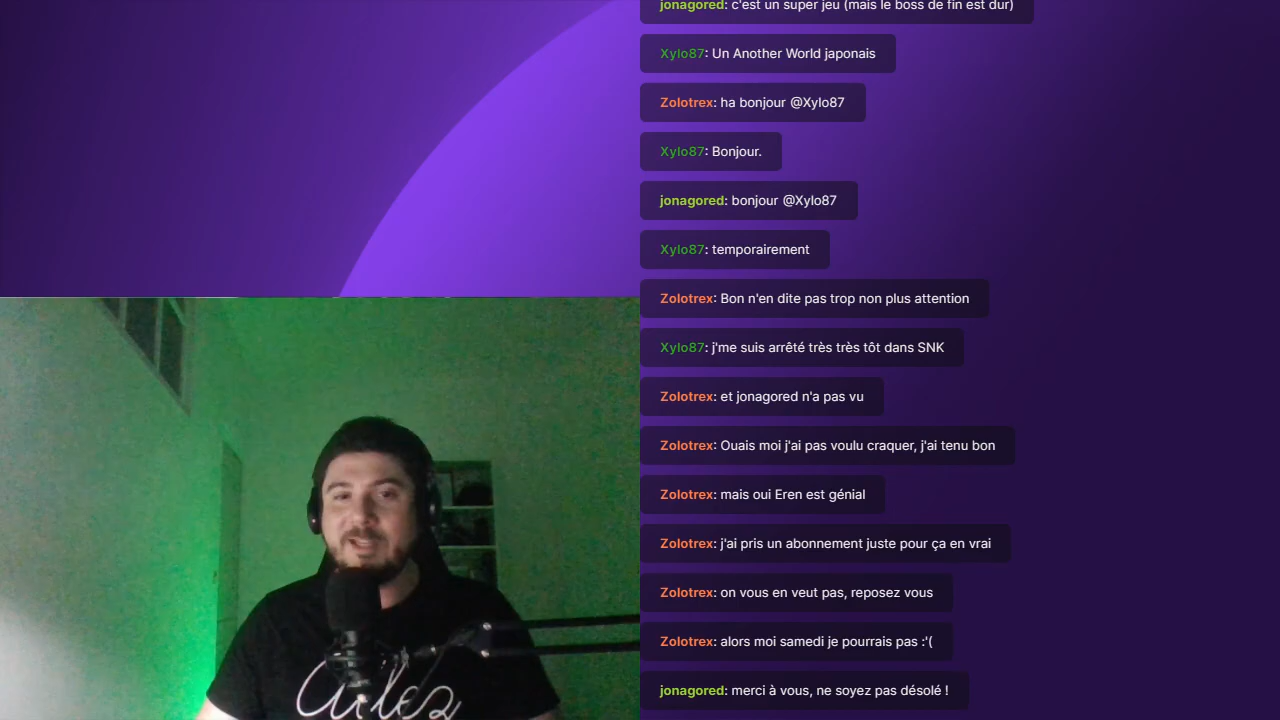 jonagored: c'est un super jeu (mais le boss de fin est dur)
Xylo87: Un Another World japonais
Zolotrex: ha bonjour @Xylo87
Xylo87: Bonjour.
jonagored: bonjour @Xylo87
Xylo87: temporairement
Zolotrex: Bon n'en dite pas trop non plus attention
Xylo87: j'me suis arrêté très très tôt dans SNK
Zolotrex: et jonagored n'a pas vu
Zolotrex: Ouais moi j'ai pas voulu craquer, j'ai tenu bon
Zolotrex: mais oui Eren est génial
Zolotrex: j'ai pris un abonnement juste pour ça en vrai
Zolotrex: on vous en veut pas, reposez vous
Zolotrex: alors moi samedi je pourrais pas :'(
jonagored: merci à vous, ne soyez pas désolé !